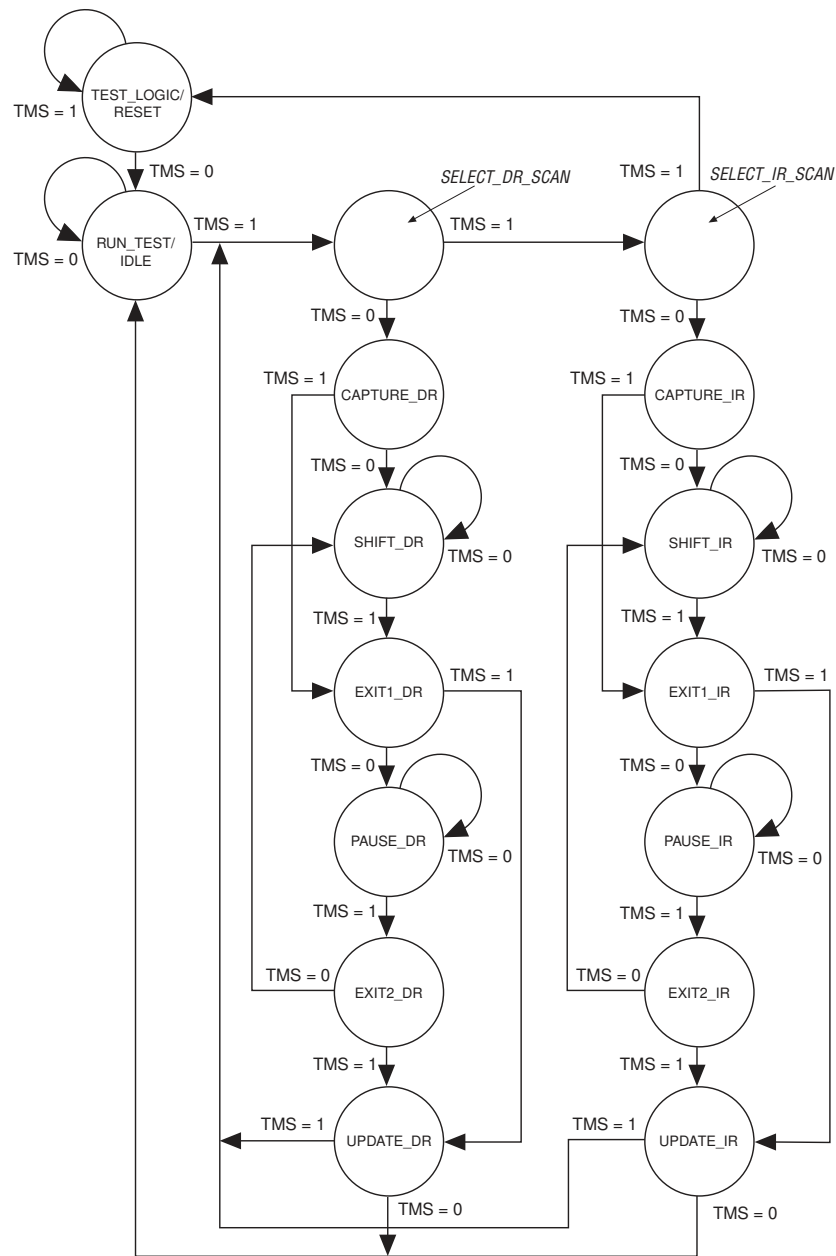 TEST_LOGIC/
RESET
TMS = 1
TMS = 0
SELECT_DR_SCAN
TMS = 1
SELECT_IR_SCAN
RUN_TEST/
IDLE
TMS = 0
TMS = 1
TMS = 1
TMS = 0
TMS = 0
TMS = 1
CAPTURE_DR
TMS = 1
CAPTURE_IR
TMS = 0
TMS = 0
SHIFT_DR
TMS = 0
SHIFT_IR
TMS = 0
TMS = 1
TMS = 1
EXIT1_DR
TMS = 1
EXIT1_IR
TMS = 1
TMS = 0
TMS = 0
PAUSE_DR
TMS = 0
PAUSE_IR
TMS = 0
TMS = 1
TMS = 1
TMS = 0
EXIT2_DR
TMS = 0
EXIT2_IR
TMS = 1
TMS = 1
TMS = 1
UPDATE_DR
TMS = 1
UPDATE_IR
TMS = 0
TMS = 0